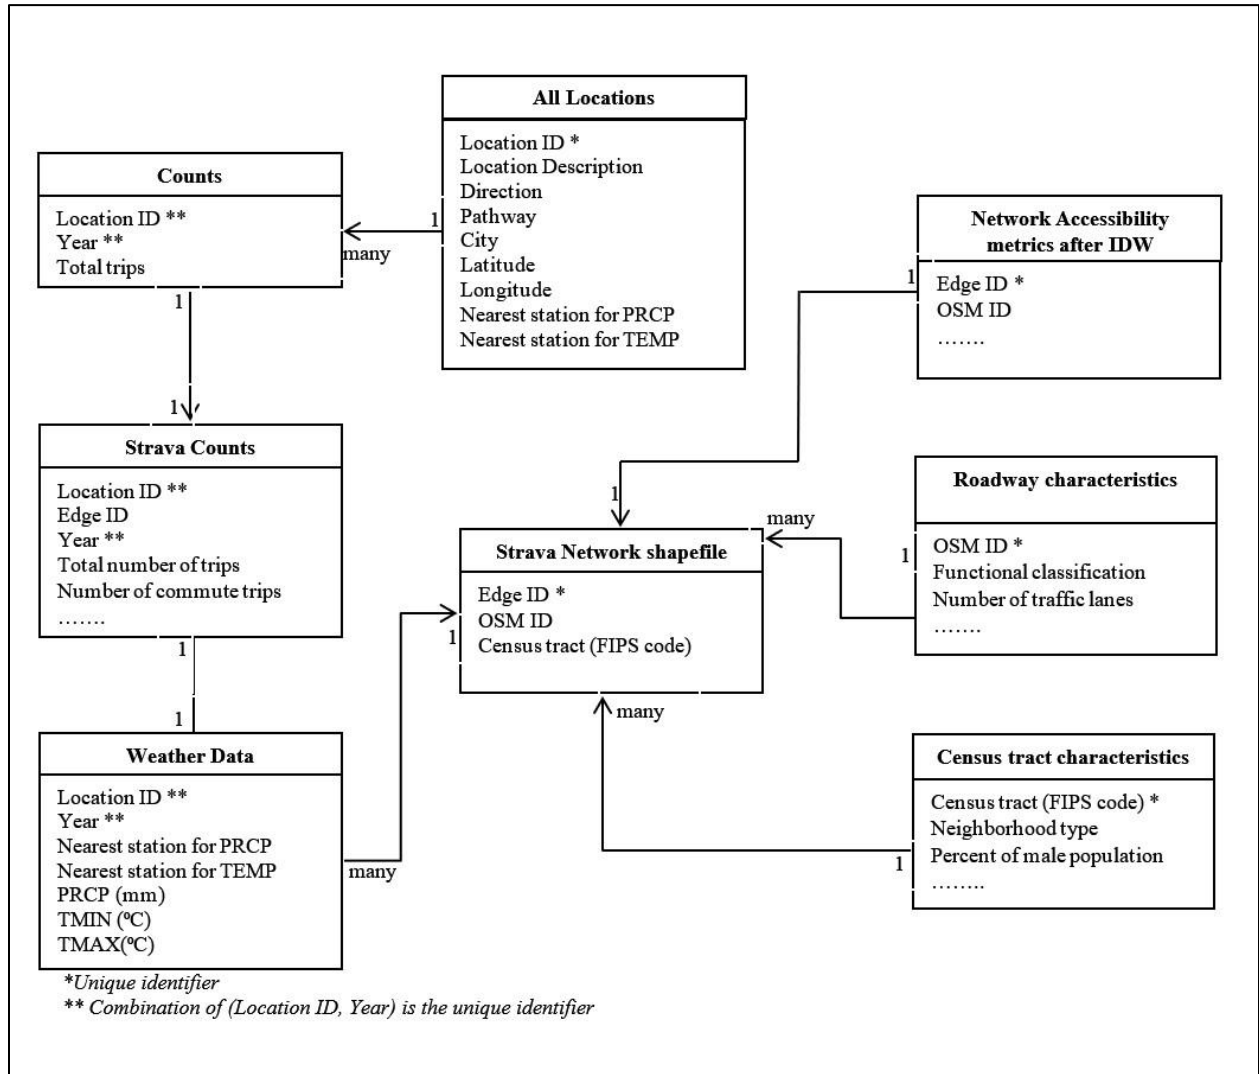 All Locations
Location ID *
Location Description
Direction
Pathway
City
Latitude
Longitude
Nearest station for PRCP
Nearest station for TEMP
1
Counts
Location ID **
Year **
Total trips
many
1
1
Strava Counts
Location ID **
Edge ID
Year **
Total number of trips
Number of commute trips
…….
1
1
Weather Data
Location ID **
Year **
Nearest station for PRCP
Nearest station for TEMP
PRCP (mm)
TMIN (⁰C)
TMAX(⁰C)
many
1
Strava Network shapefile
Edge ID *
OSM ID
Census tract (FIPS code)
1
many
many
Network Accessibility
metrics after IDW
Edge ID *
OSM ID
…….
1
Roadway characteristics
OSM ID *
Functional classification
Number of traffic lanes
…….
1
Census tract characteristics
Census tract (FIPS code) *
Neighborhood type
Percent of male population
……..
1
*Unique identifier
** Combination of (Location ID, Year) is the unique identifier